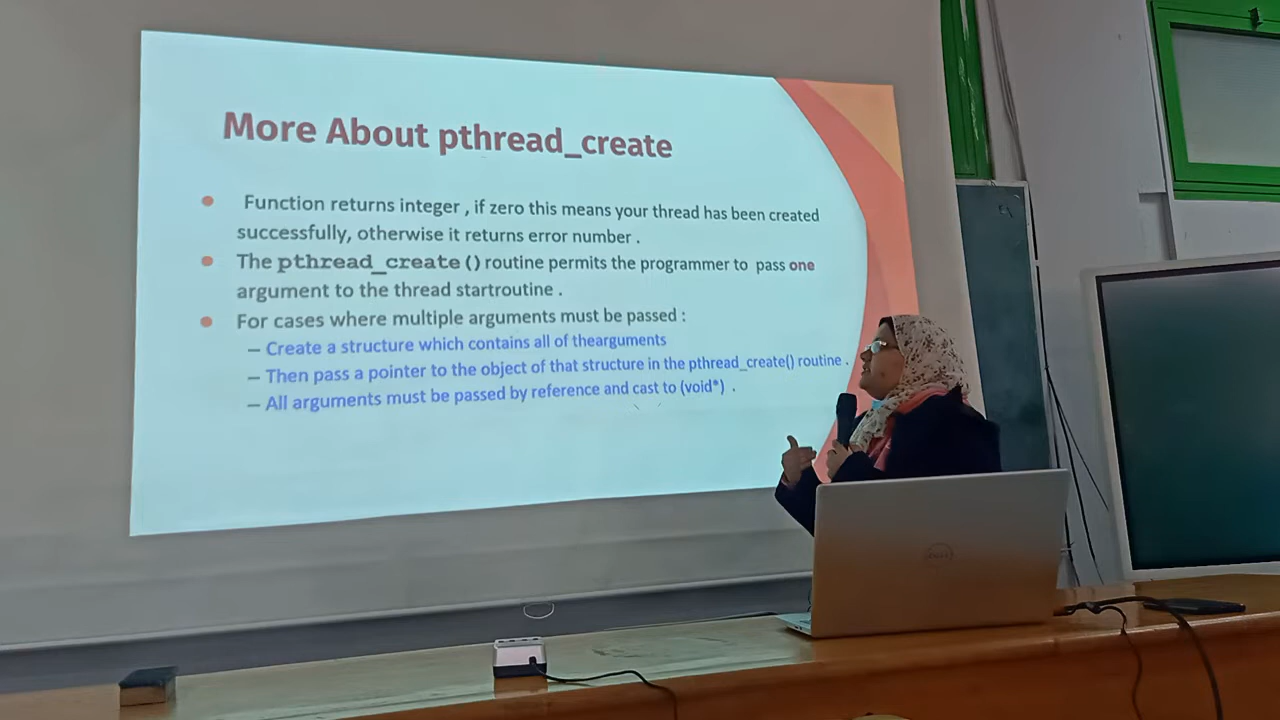 More About pthread_create
Function returns integer , if zero this means your thread has been created
successfully, otherwise it returns error number .
The pthread_create() routine permits the programmer to pass one
argument to the thread startroutine .
For cases where multiple arguments must be passed :
– Create a structure which contains all of thearguments
– Then pass a pointer to the object of that structure in the pthread_create() routine .
– All arguments must be passed by reference and cast to (void*) .
DELL